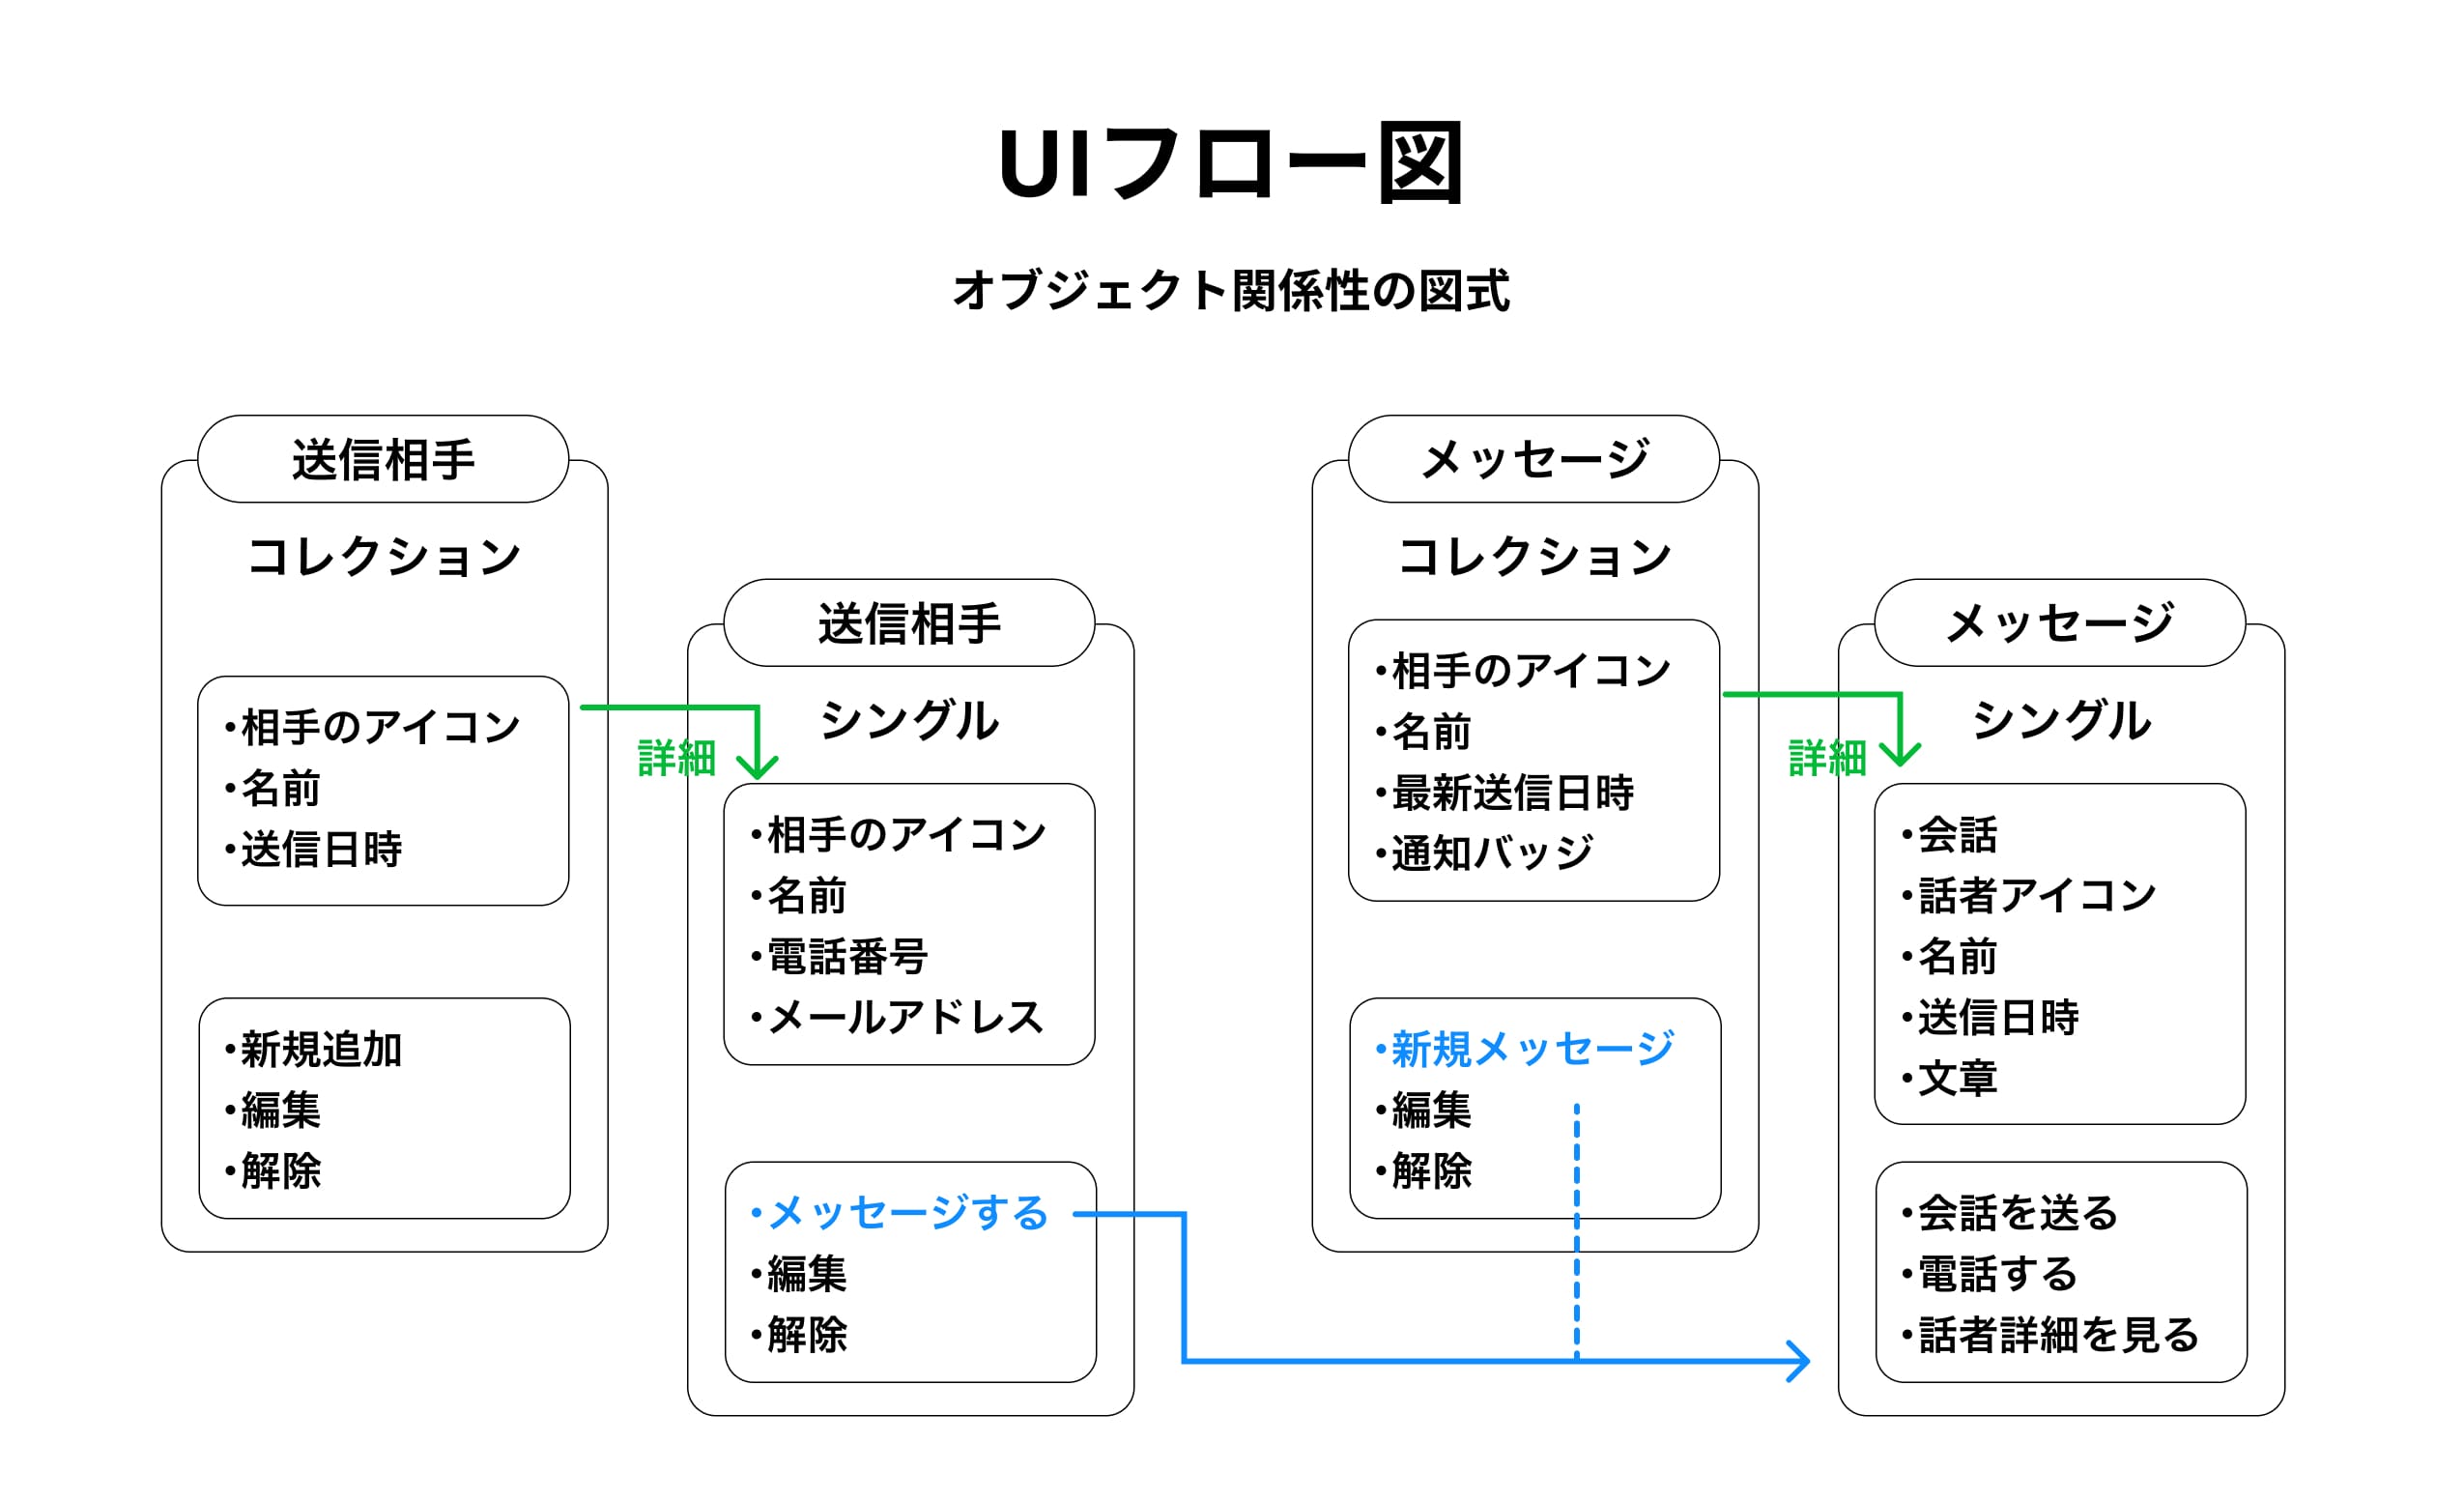 UIフロー図
オブジェクト関係性の図式
送信相手
コレクション
・相手のアイコン
・名前
・送信日時
・新規追加
・編集
・解除
詳細
送信相手
シングル
・相手のアイコン
・名前
・電話番号
・メールアドレス
・メッセージする
・編集
・解除
メッセージ
コレクション
・相手のアイコン
・名前
・最新送信日時
・通知バッジ
・新規メッセージ
・編集
・解除
詳細
メッセージ
シングル
・会話
・話者アイコン
・名前
・送信日時
・文章
・会話を送る
・電話する
・話者詳細を見る